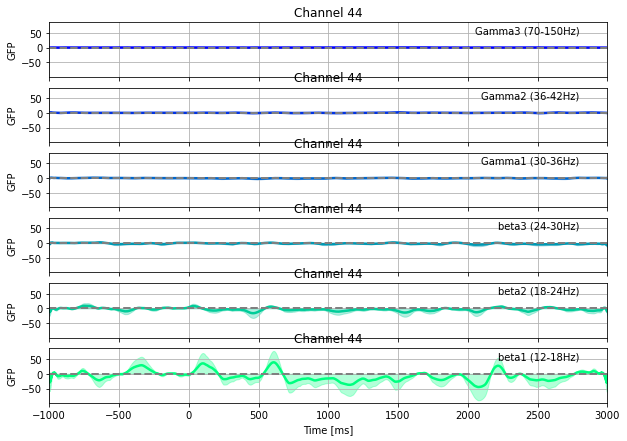 Channel 44
Gamma3 (70-150Hz)
GFP
50
0
−50
Channel 44
Gamma2 (36-42Hz)
GFP
50
0
−50
Channel 44
Gamma1 (30-36Hz)
GFP
50
0
−50
Channel 44
beta3 (24-30Hz)
GFP
50
0
−50
Channel 44
beta2 (18-24Hz)
GFP
50
0
−50
Channel 44
beta1 (12-18Hz)
GFP
50
0
−50
−1000 −500 0 500 1000 1500 2000 2500 3000
Time [ms]